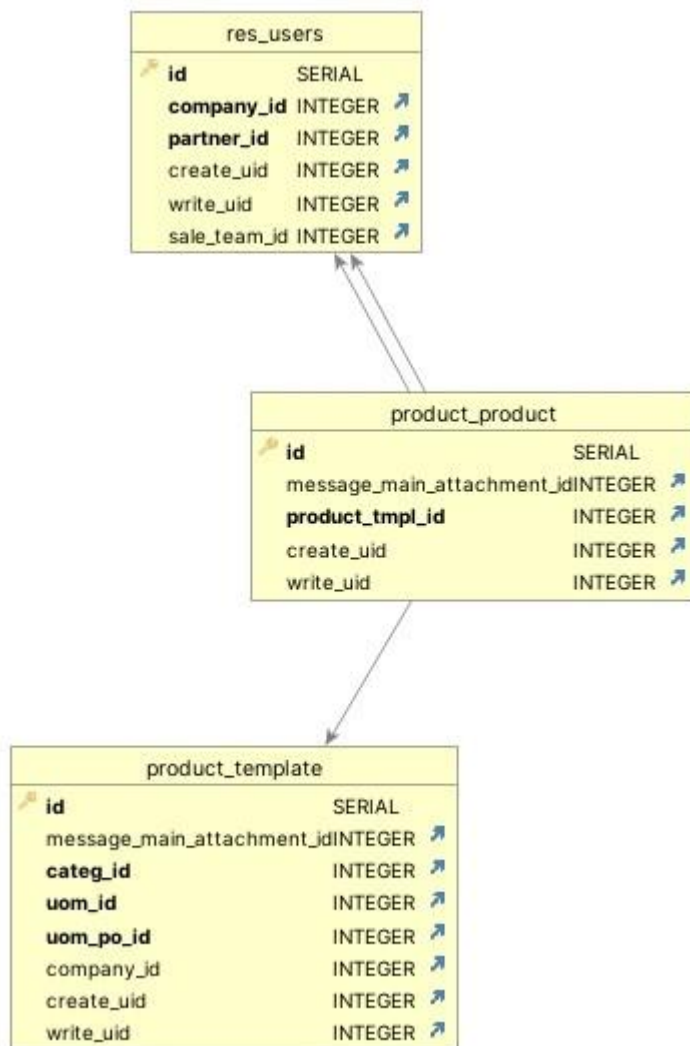 res_users
id SERIAL
company_id INTEGER
partner_id INTEGER
create_uid INTEGER
write_uid INTEGER
sale_team_id INTEGER
product_product
id SERIAL
message_main_attachment_idINTEGER
product_tmpl_id INTEGER
create_uid INTEGER
write_uid INTEGER
product_template
id SERIAL
message_main_attachment_idINTEGER
categ_id INTEGER
uom_id INTEGER
uom_po_id INTEGER
company_id INTEGER
create_uid INTEGER
write_uid INTEGER